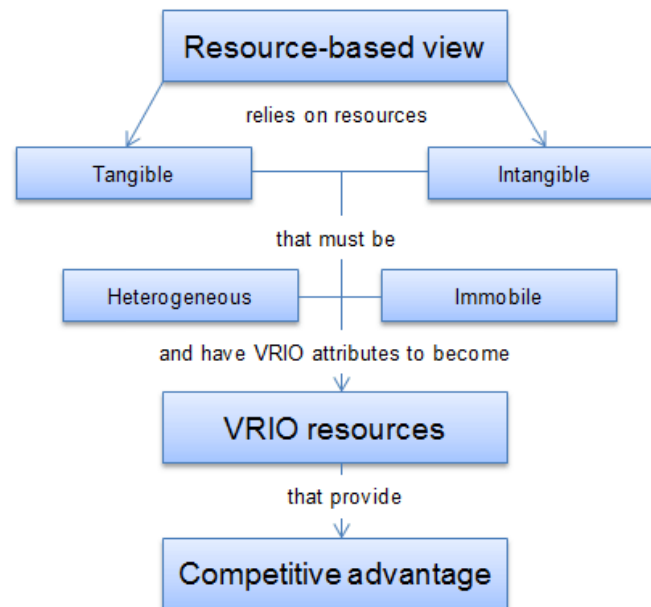 Resource-based view
relies on resources
Tangible
Intangible
that must be
Heterogeneous
Immobile
and have VRIO attributes to become
VRIO resources
that provide
Competitive advantage